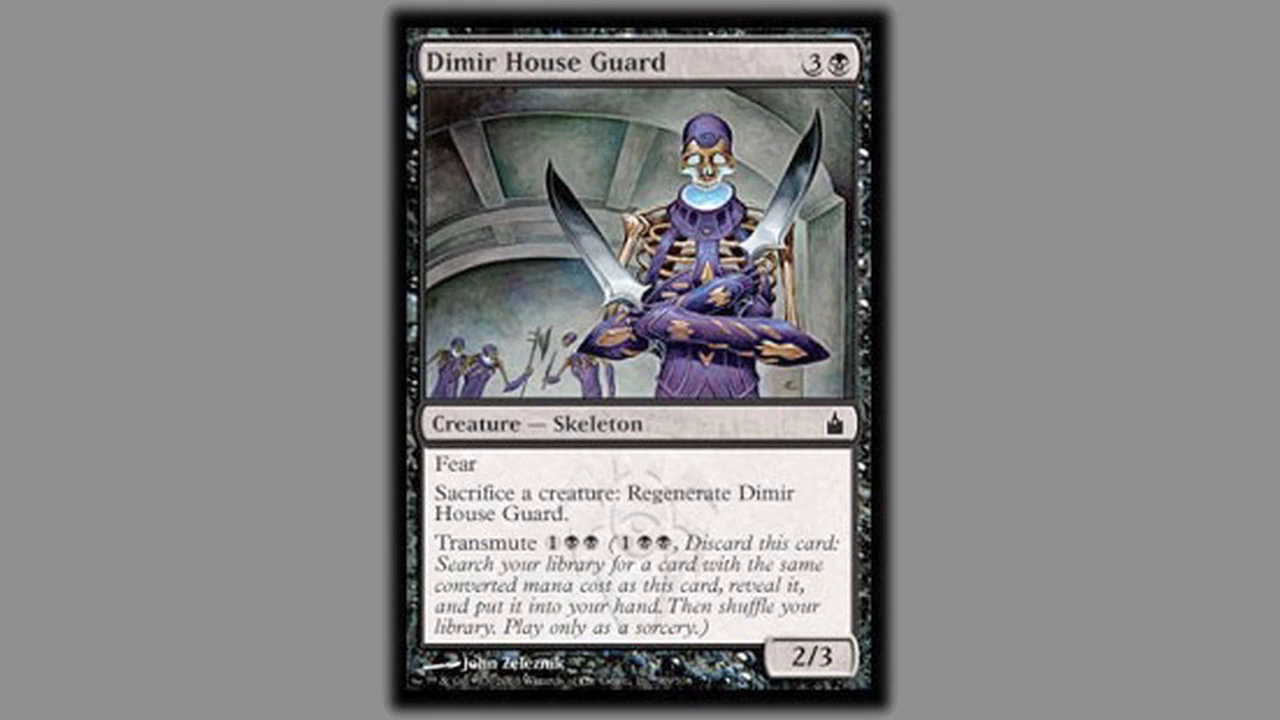 Dimir House Guard 3
Creature — Skeleton
Fear
Sacrifice a creature: Regenerate Dimir
House Guard.
Transmute 1 (1, Discard this card:
Search your library for a card with the same
converted mana cost as this card, reveal it,
and put it into your hand. Then shuffle your
library. Play only as a sorcery.)
2/3
John Zeleznik